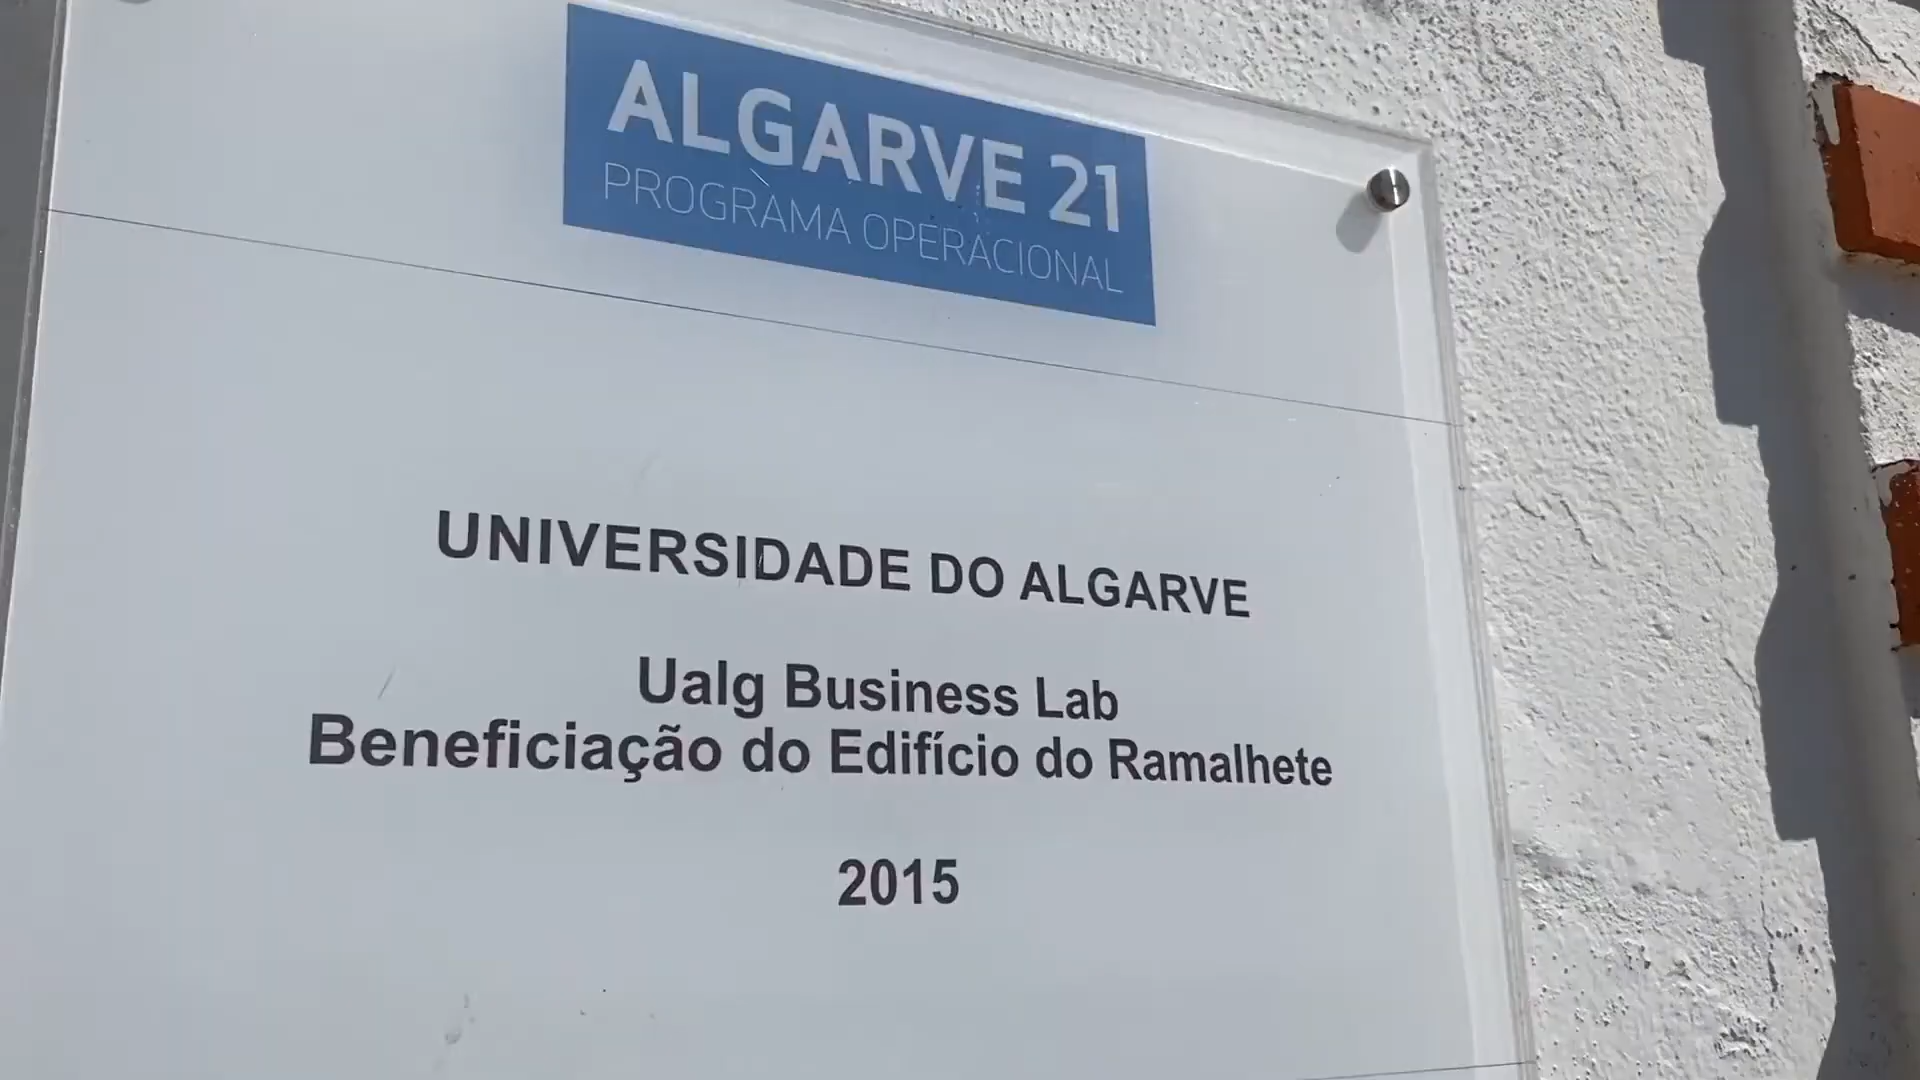 ALGARVE 21
PROGRAMA OPERACIONAL
UNIVERSIDADE DO ALGARVE
Ualg Business Lab
Beneficiação do Edifício do Ramalhete
2015